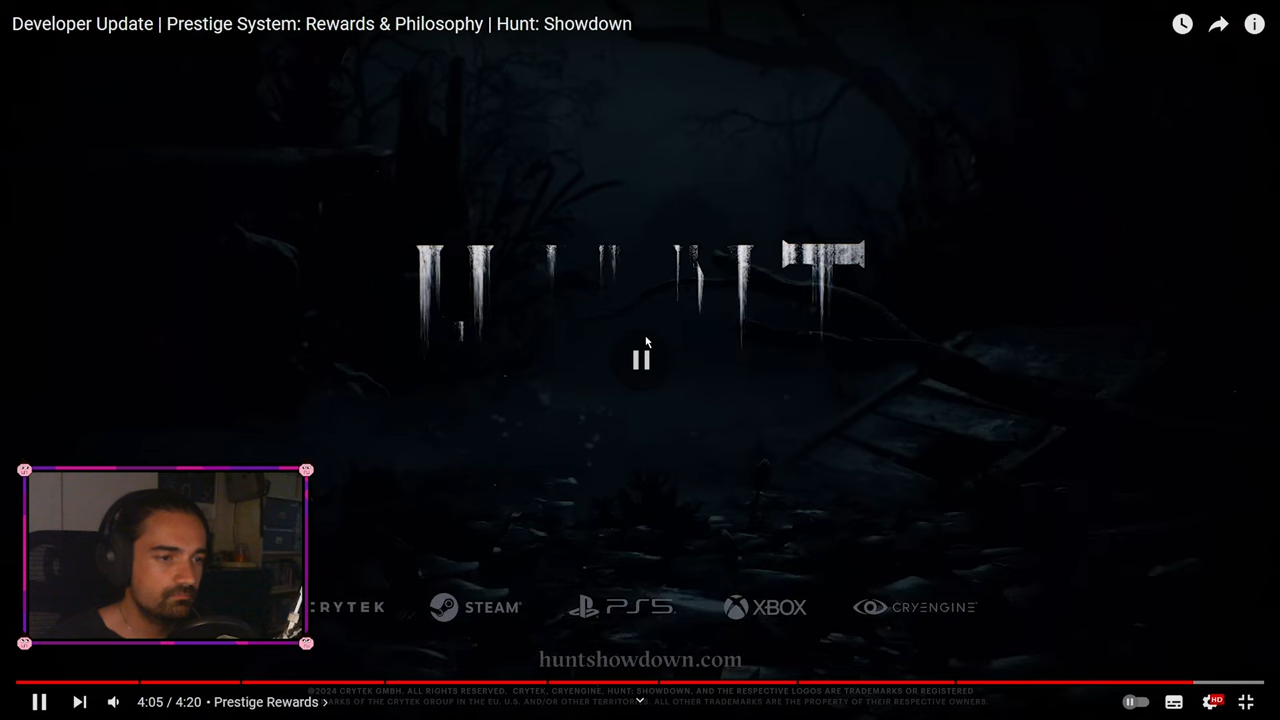 Developer Update | Prestige System: Rewards & Philosophy | Hunt: Showdown
HUNT
CRYTEK
STEAM®
PS5
XBOX
CRYENGINE®
huntshowdown.com
4:05 / 4:20 • Prestige Rewards ›
HD
©2024 CRYTEK GMBH. ALL RIGHTS RESERVED. CRYTEK, CRYENGINE, HUNT: SHOWDOWN, AND THE RESPECTIVE LOGOS ARE TRADEMARKS OR REGISTERED
MARKS OF THE CRYTEK GROUP IN THE EU, U.S. AND/OR OTHER TERRITORIES. ALL OTHER TRADEMARKS ARE THE PROPERTY OF THEIR RESPECTIVE OWNERS.